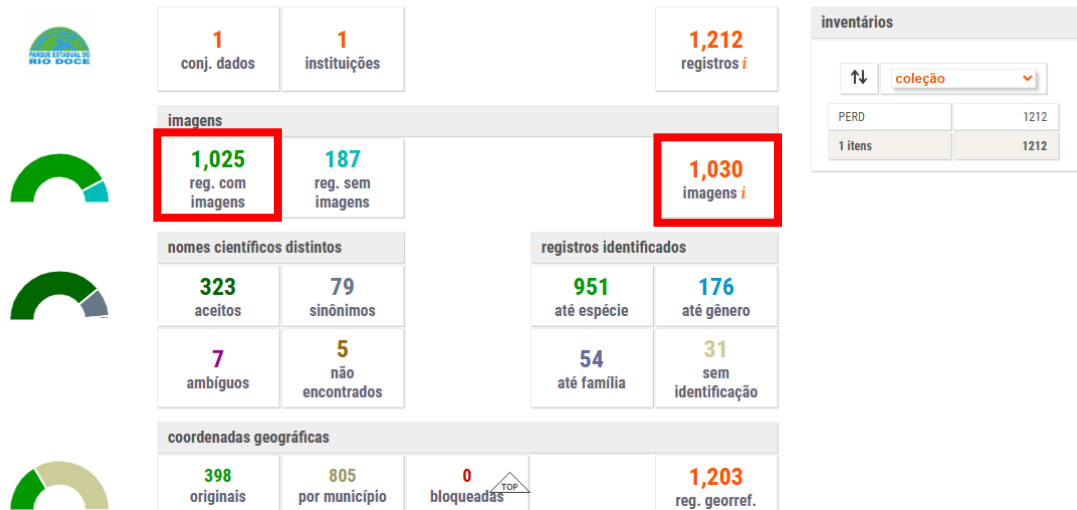 PARQUE ESTADUAL DO
RIO DOCE
1
conj. dados
1
instituições
1,212
registros i
imagens
1,025
reg. com
imagens
187
reg. sem
imagens
1,030
imagens i
nomes científicos distintos
323
aceitos
79
sinônimos
7
ambíguos
5
não
encontrados
registros identificados
951
até espécie
176
até gênero
54
até família
31
sem
identificação
coordenadas geográficas
398
originais
805
por município
0
bloqueadas
TOP
1,203
reg. georref.
inventários
coleção
PERD 1212
1 itens 1212